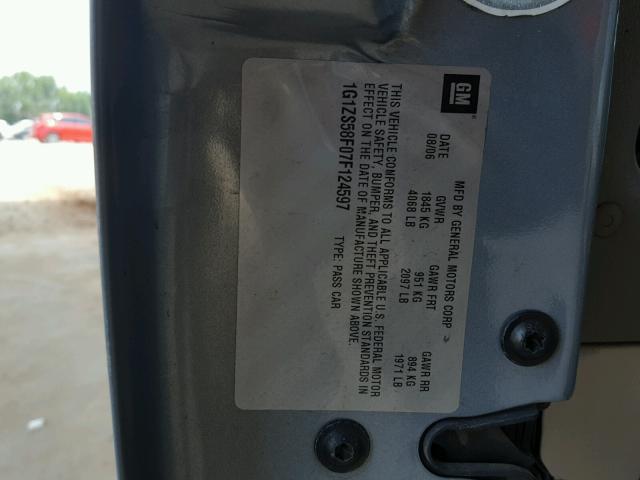 GM
MFD BY GENERAL MOTORS CORP
DATE GVWR GAWR FRT GAWR RR
08/06 1845 KG 951 KG 894 KG
4068 LB 2097 LB 1971 LB
THIS VEHICLE CONFORMS TO ALL APPLICABLE U.S. FEDERAL MOTOR
VEHICLE SAFETY, BUMPER, AND THEFT PREVENTION STANDARDS IN
EFFECT ON THE DATE OF MANUFACTURE SHOWN ABOVE.
1G1ZS58F07F124597 TYPE: PASS CAR